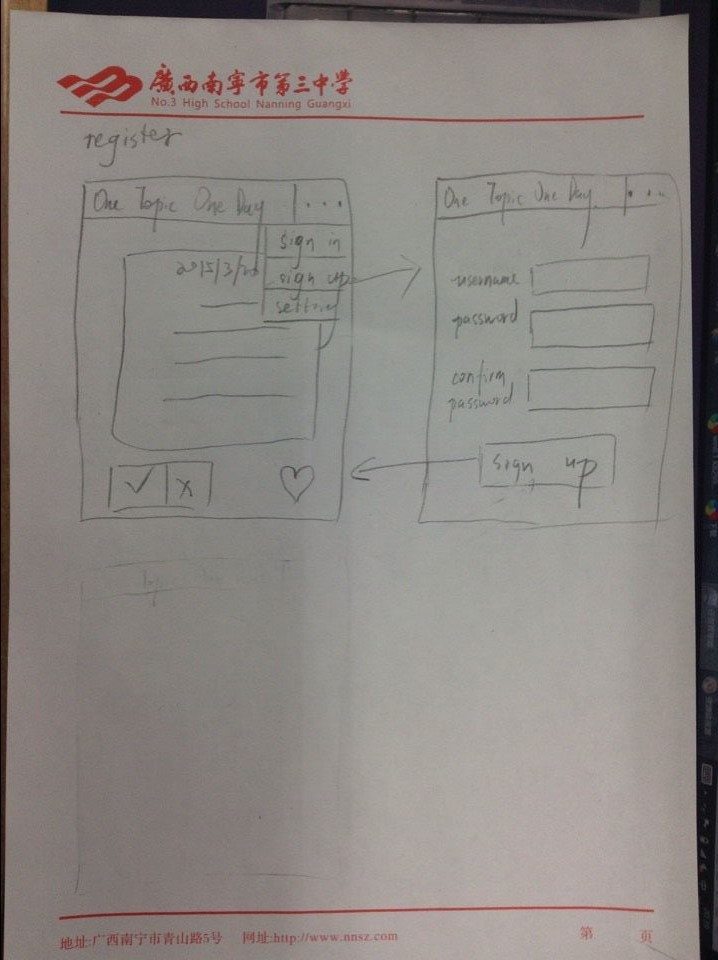 廣西南寧市第三中學
No.3 High School Nanning Guangxi
register
One Topic One Day ...
sign in
2015/3/20
sign up
setting
One Topic One Day ...
username
password
confirm
password
sign up
地址:广西南宁市青山路5号 网址:http://www.nnsz.com 第 页